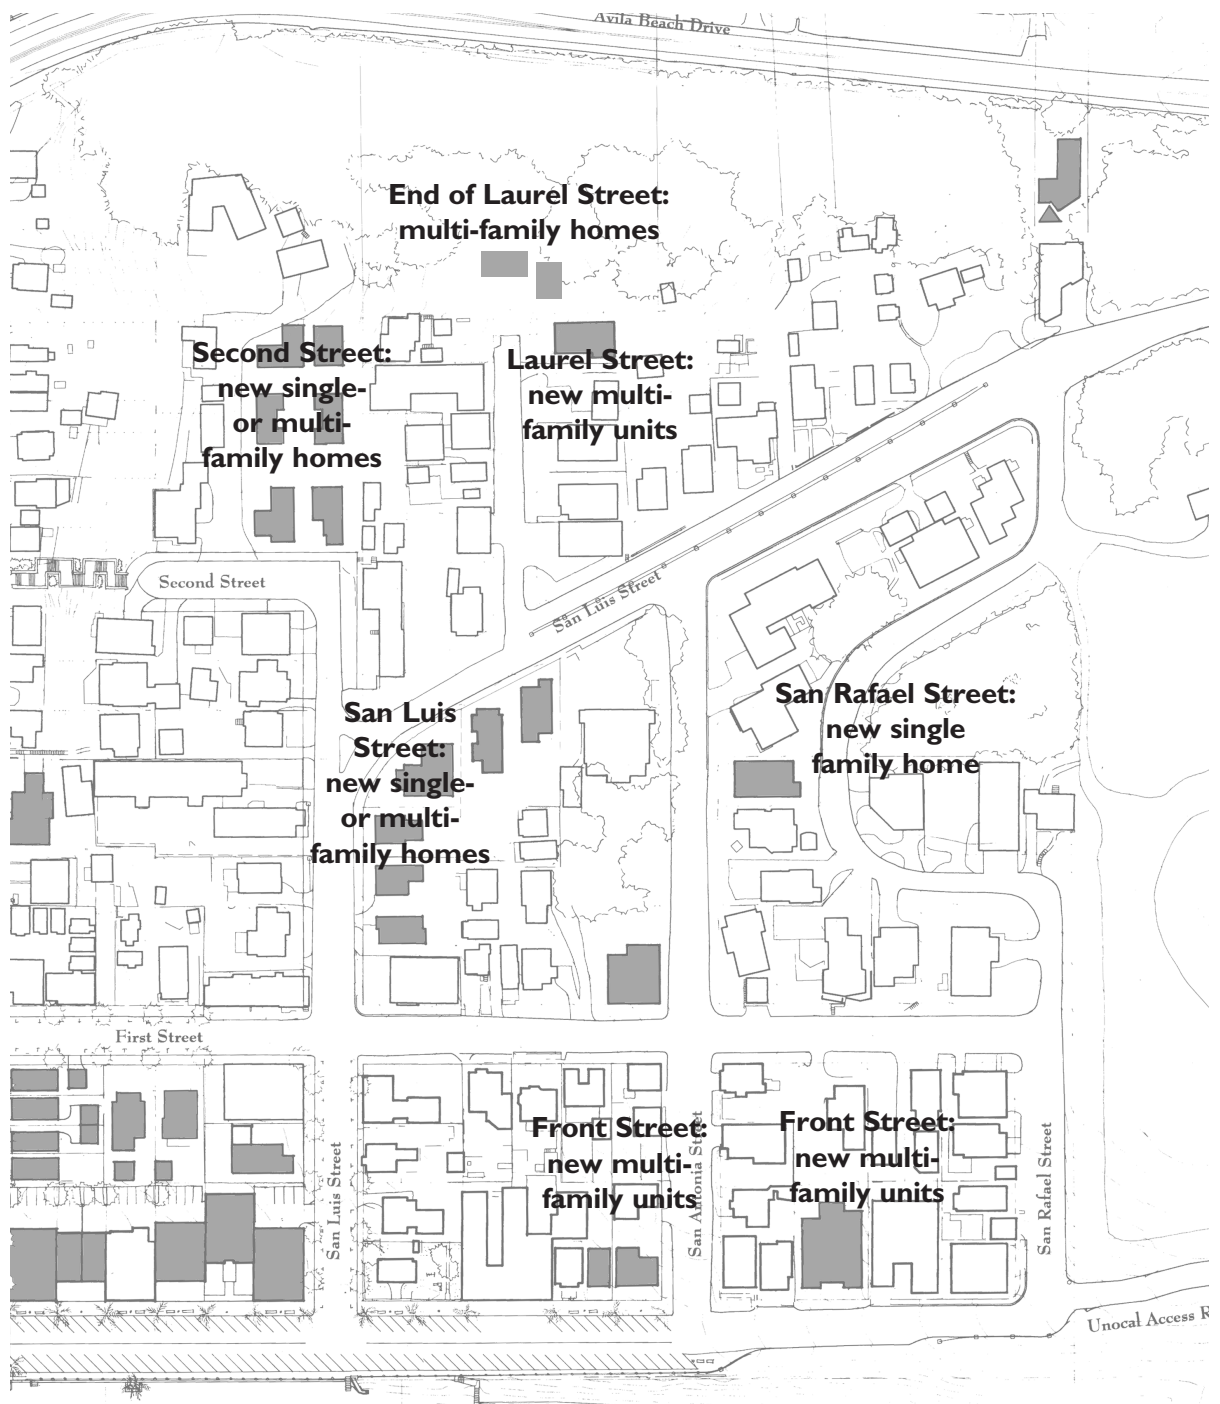 Avila Beach Drive
End of Laurel Street:
multi-family homes
Second Street:
new single-
or multi-
family homes
Laurel Street:
new multi-
family units
Second Street
San Luis Street
San Luis
Street:
new single-
or multi-
family homes
San Rafael Street:
new single
family home
First Street
San Luis Street
Front Street:
new multi-
family units
San Antonia Street
Front Street:
new multi-
family units
San Rafael Street
Unocal Access R